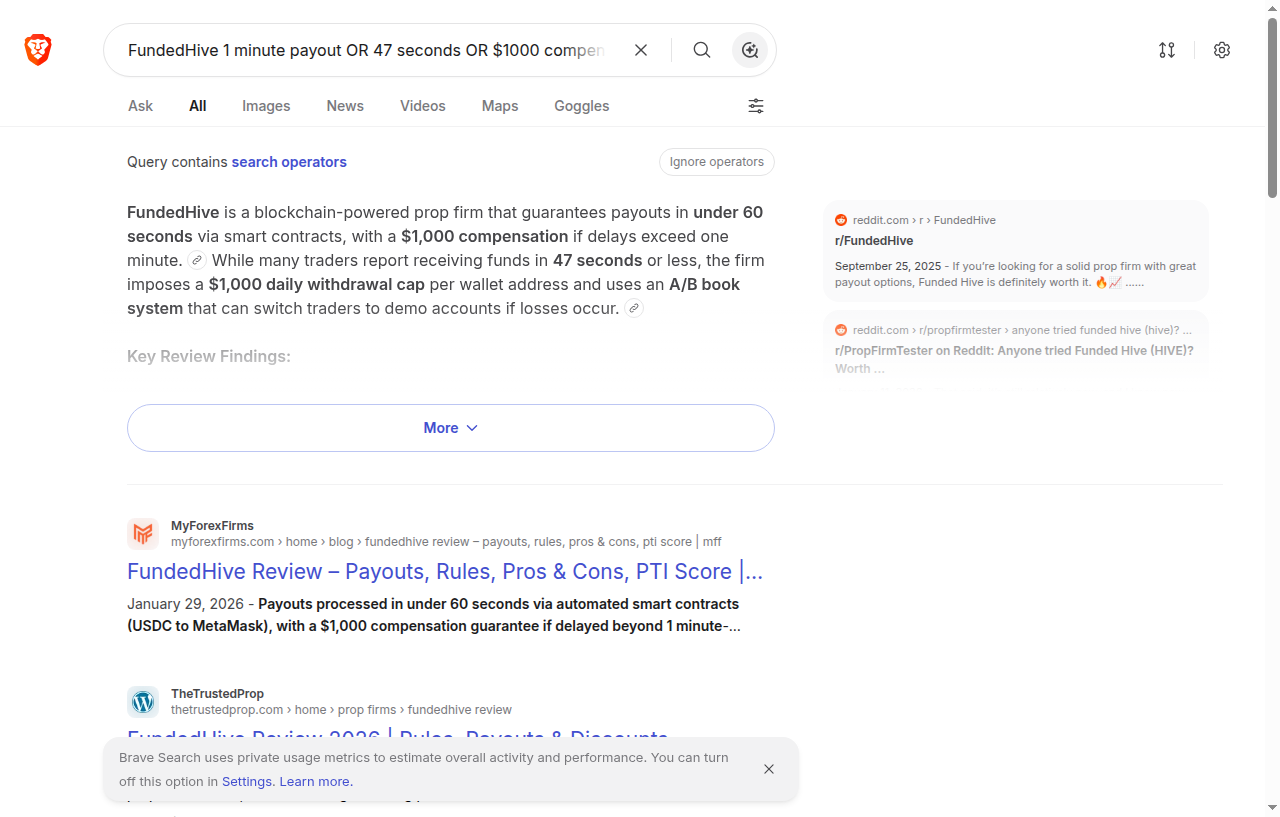 FundedHive 1 minute payout OR 47 seconds OR $1000 compen
Ask All Images News Videos Maps Goggles
Query contains search operators
Ignore operators
FundedHive is a blockchain-powered prop firm that guarantees payouts in under 60
seconds via smart contracts, with a $1,000 compensation if delays exceed one
minute. While many traders report receiving funds in 47 seconds or less, the firm
imposes a $1,000 daily withdrawal cap per wallet address and uses an A/B book
system that can switch traders to demo accounts if losses occur.
Key Review Findings:
More
reddit.com › r › FundedHive
r/FundedHive
September 25, 2025 - If you're looking for a solid prop firm with great
payout options, Funded Hive is definitely worth it. 🔥📈 ......
reddit.com › r/propfirmtester › anyone tried funded hive (hive)? ...
r/PropFirmTester on Reddit: Anyone tried Funded Hive (HIVE)?
Worth ...
MyForexFirms
myforexfirms.com › home › blog › fundedhive review – payouts, rules, pros & cons, pti score | mff
FundedHive Review – Payouts, Rules, Pros & Cons, PTI Score |...
January 29, 2026 - Payouts processed in under 60 seconds via automated smart contracts
(USDC to MetaMask), with a $1,000 compensation guarantee if delayed beyond 1 minute-...
TheTrustedProp
thetrustedprop.com › home › prop firms › fundedhive review
FundedHive Review 2026 | Rules, Payouts & Discounts
Brave Search uses private usage metrics to estimate overall activity and performance. You can turn
off this option in Settings. Learn more.